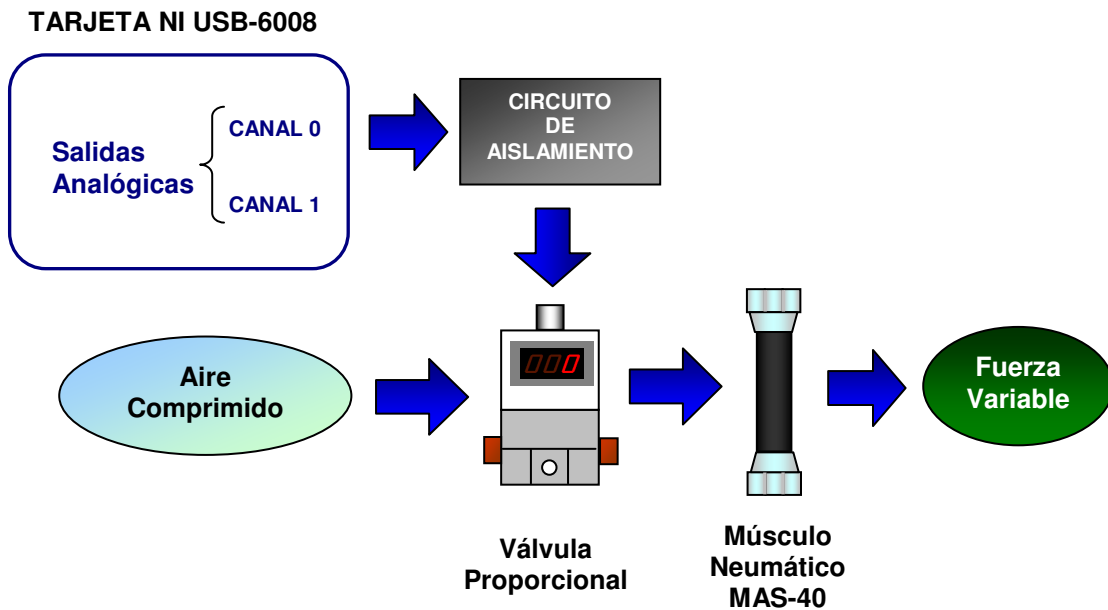 TARJETA NI USB-6008
Salidas
Analógicas
CANAL 0
CANAL 1
CIRCUITO
DE
AISLAMIENTO
Aire
Comprimido
000
Fuerza
Variable
Válvula
Proporcional
Músculo
Neumático
MAS-40